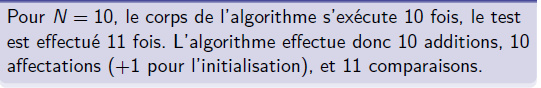 Pour N = 10, le corps de l'algorithme s'exécute 10 fois, le test
est effectué 11 fois. L'algorithme effectue donc 10 additions, 10
affectations (+1 pour l'initialisation), et 11 comparaisons.